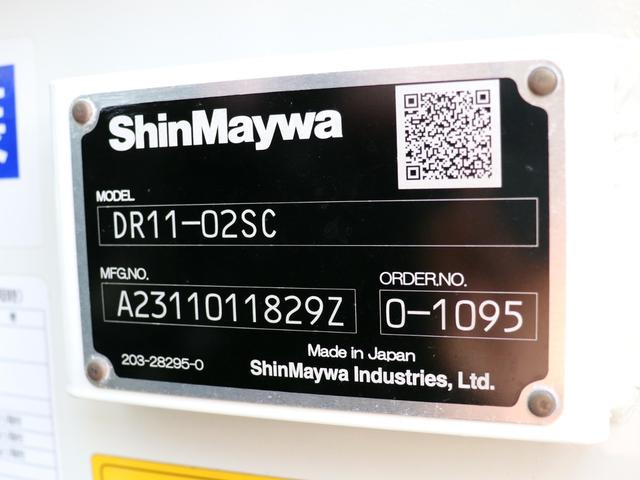 ShinMaywa
MODEL
DR11-02SC
MFG.NO.
A2311011829Z
ORDER.NO.
0-1095
203-28295-0
Made in Japan
ShinMaywa Industries, Ltd.